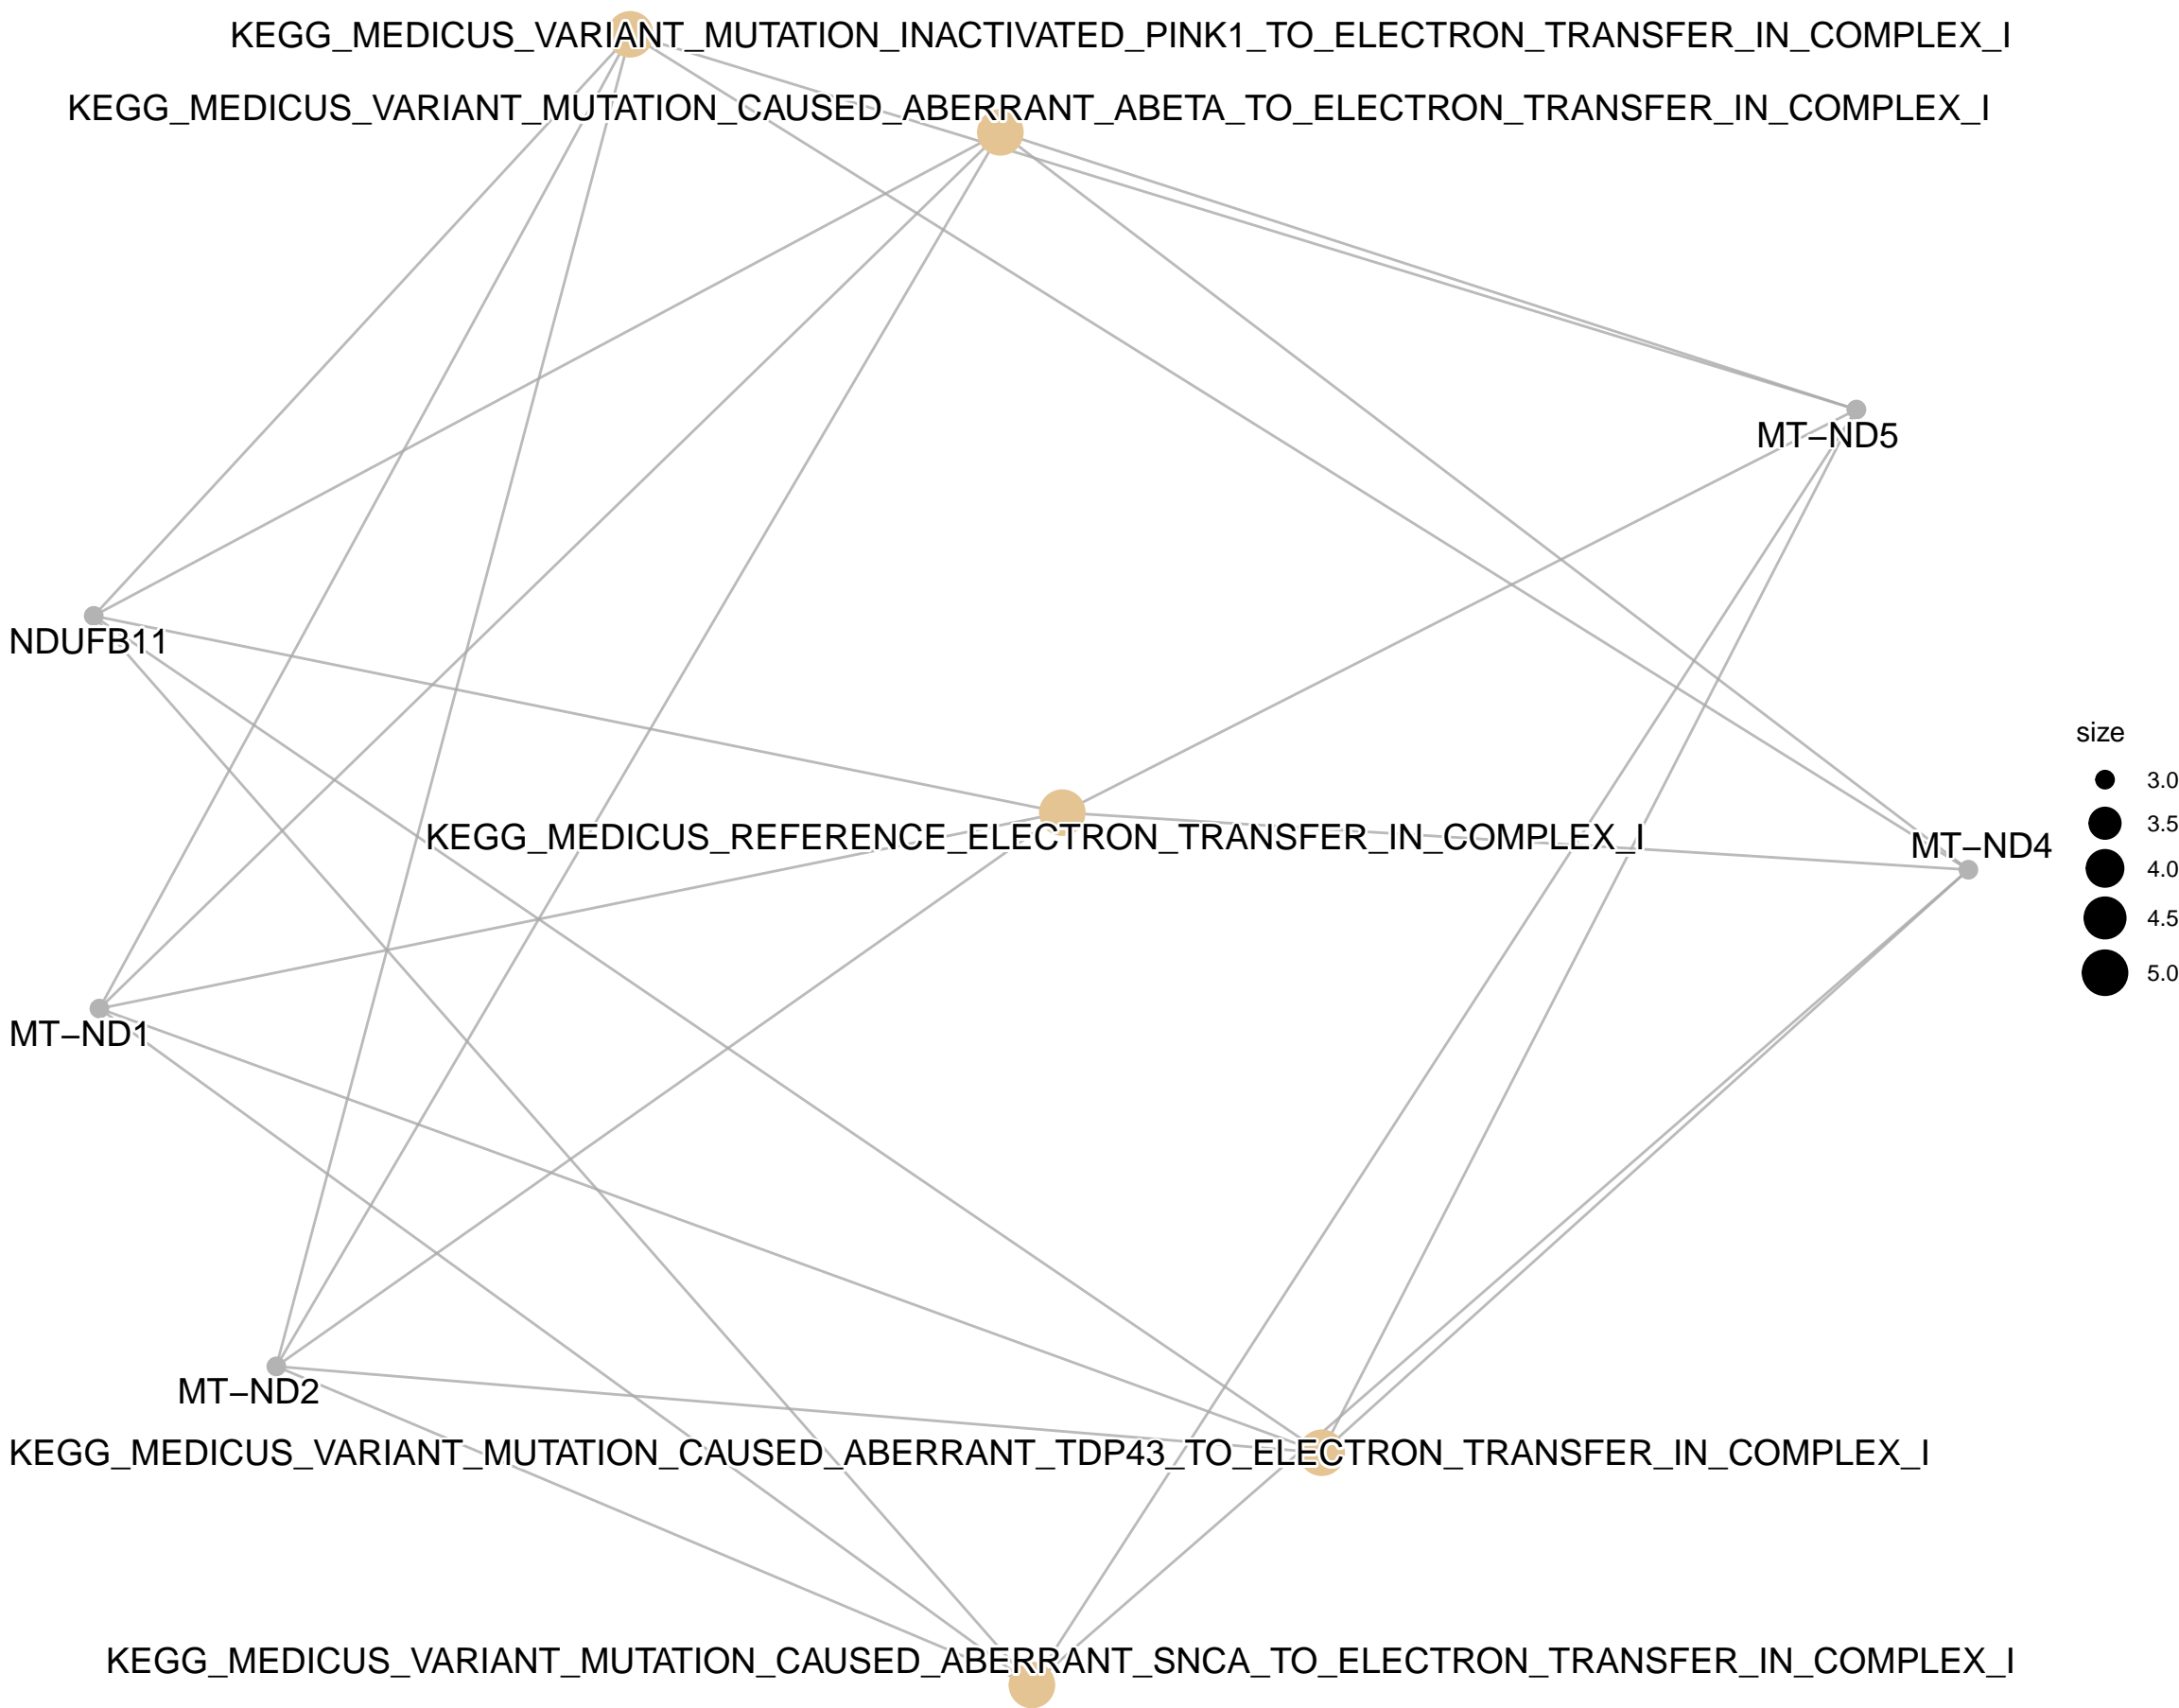 KEGG_MEDICUS_VARIANT_MUTATION_INACTIVATED_PINK1_TO_ELECTRON_TRANSFER_IN_COMPLEX_I
KEGG_MEDICUS_VARIANT_MUTATION_CAUSED_ABERRANT_ABETA_TO_ELECTRON_TRANSFER_IN_COMPLEX_I
MT−ND5
NDUFB11
size
3.0
3.5
KEGG_MEDICUS_REFERENCE_ELECTRON_TRANSFER_IN_COMPLEX_I
MT−ND4
4.0
4.5
5.0
MT−ND1
MT−ND2
KEGG_MEDICUS_VARIANT_MUTATION_CAUSED_ABERRANT_TDP43_TO_ELECTRON_TRANSFER_IN_COMPLEX_I
KEGG_MEDICUS_VARIANT_MUTATION_CAUSED_ABERRANT_SNCA_TO_ELECTRON_TRANSFER_IN_COMPLEX_I